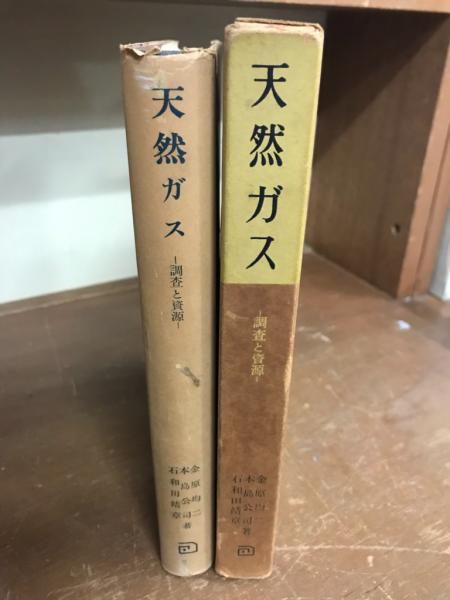 天然ガス
―調査と資源―
金原均二
本島公司著
石和田靖章
天然ガス
―調査と資源―
金原均二
本島公司著
石和田靖章